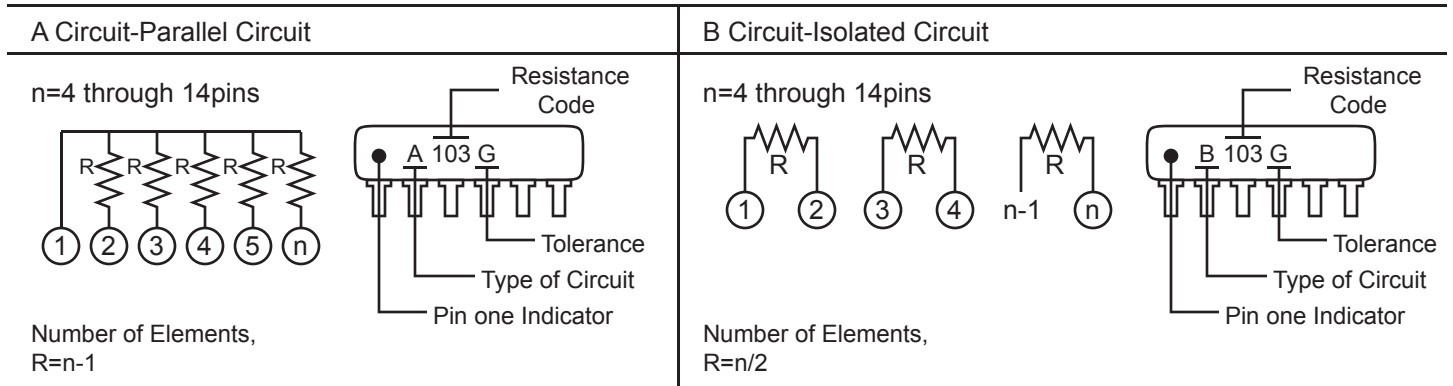 A Circuit-Parallel Circuit
n=4 through 14pins
Resistance
Code
R R R R R
A 103 G
1 2 3 4 5 n
Tolerance
Type of Circuit
Pin one Indicator
Number of Elements,
R=n-1
B Circuit-Isolated Circuit
n=4 through 14pins
Resistance
Code
R R R
B 103 G
1 2 3 4 n-1 n
Tolerance
Type of Circuit
Pin one Indicator
Number of Elements,
R=n/2